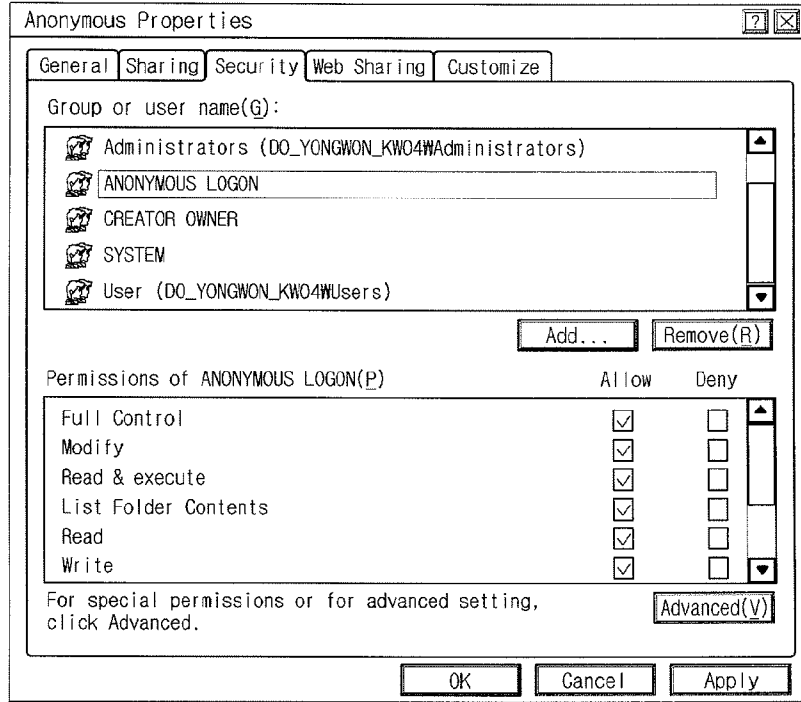 Anonymous Properties
General Sharing Security Web Sharing Customize
Group or user name(G):
Administrators (DO_YONGWON_KW04₩Administrators)
ANONYMOUS LOGON
CREATOR OWNER
SYSTEM
User (DO_YONGWON_KW04₩Users)
Add... Remove(R)
Permissions of ANONYMOUS LOGON(P) Allow Deny
Full Control
Modify
Read & execute
List Folder Contents
Read
Write
For special permissions or for advanced setting,
click Advanced.
Advanced(V)
OK Cancel Apply